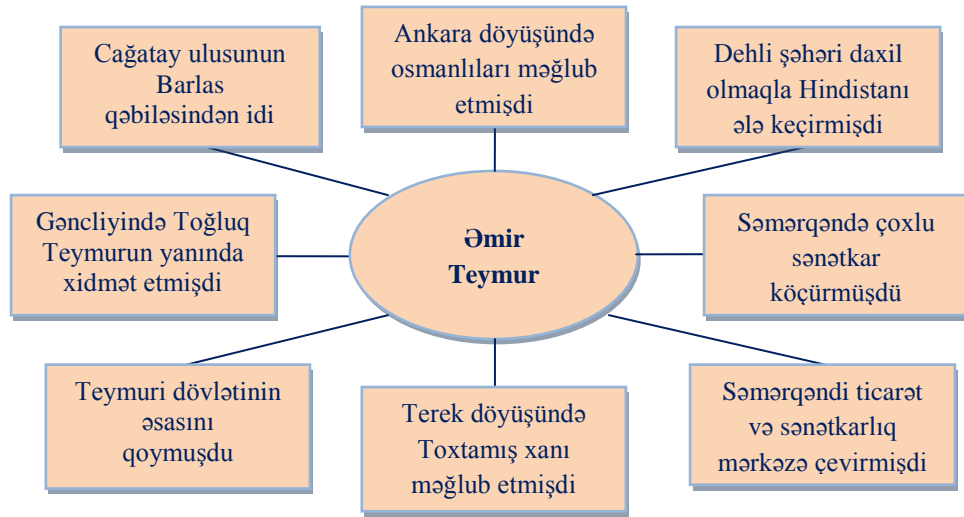 Cağatay ulusunun
Barlas
qəbiləsindən idi
Ankara döyüşündə
osmanlıları məğlub
etmişdi
Dehli şəhəri daxil
olmaqla Hindistanı
ələ keçirmişdi
Gəncliyində Toğluq
Teymurun yanında
xidmət etmişdi
Əmir
Teymur
Səmərqəndə çoxlu
sənətkar
köçürmüşdü
Teymuri dövlətinin
əsasını
qoymuşdu
Terek döyüşündə
Toxtamış xanı
məğlub etmişdi
Səmərqəndi ticarət
və sənətkarlıq
mərkəzə çevirmişdi